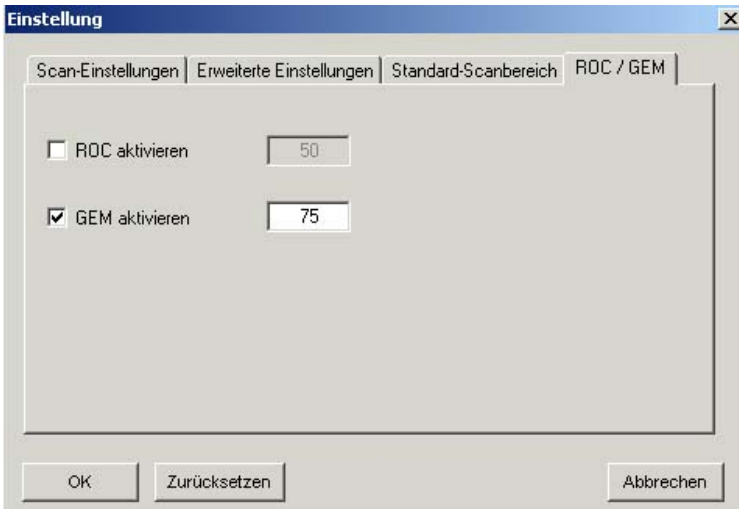 Einstellung
Scan-Einstellungen Erweiterte Einstellungen Standard-Scanbereich ROC / GEM
ROC aktivieren 50
GEM aktivieren 75
OK Zurücksetzen Abbrechen